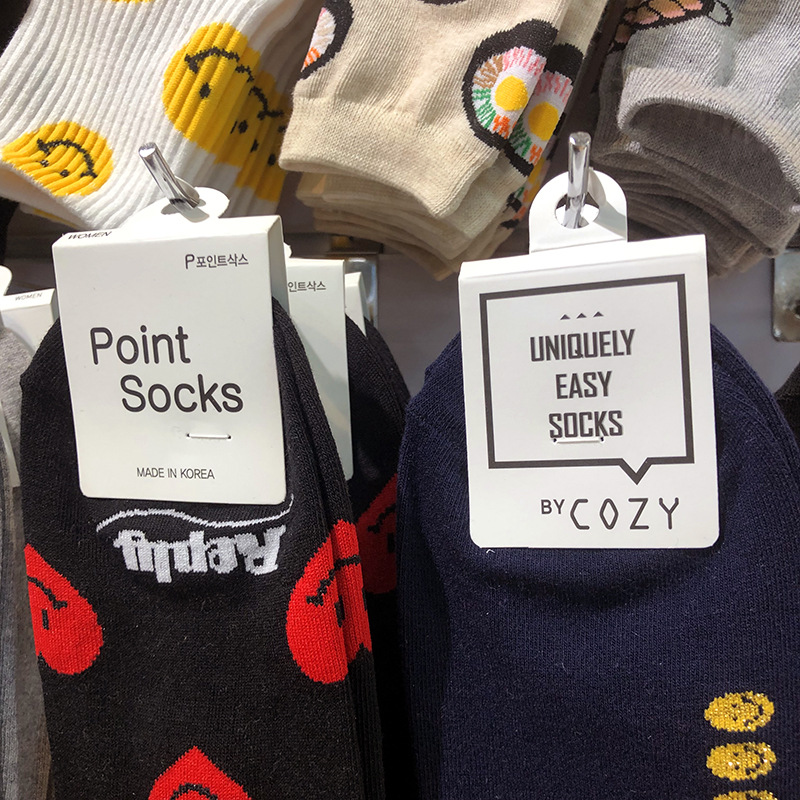 WOMEN
P포인트삭스
Point
Socks
MADE IN KOREA
Reply
인트삭스
WOMEN
UNIQUELY
EASY
SOCKS
BY COZY